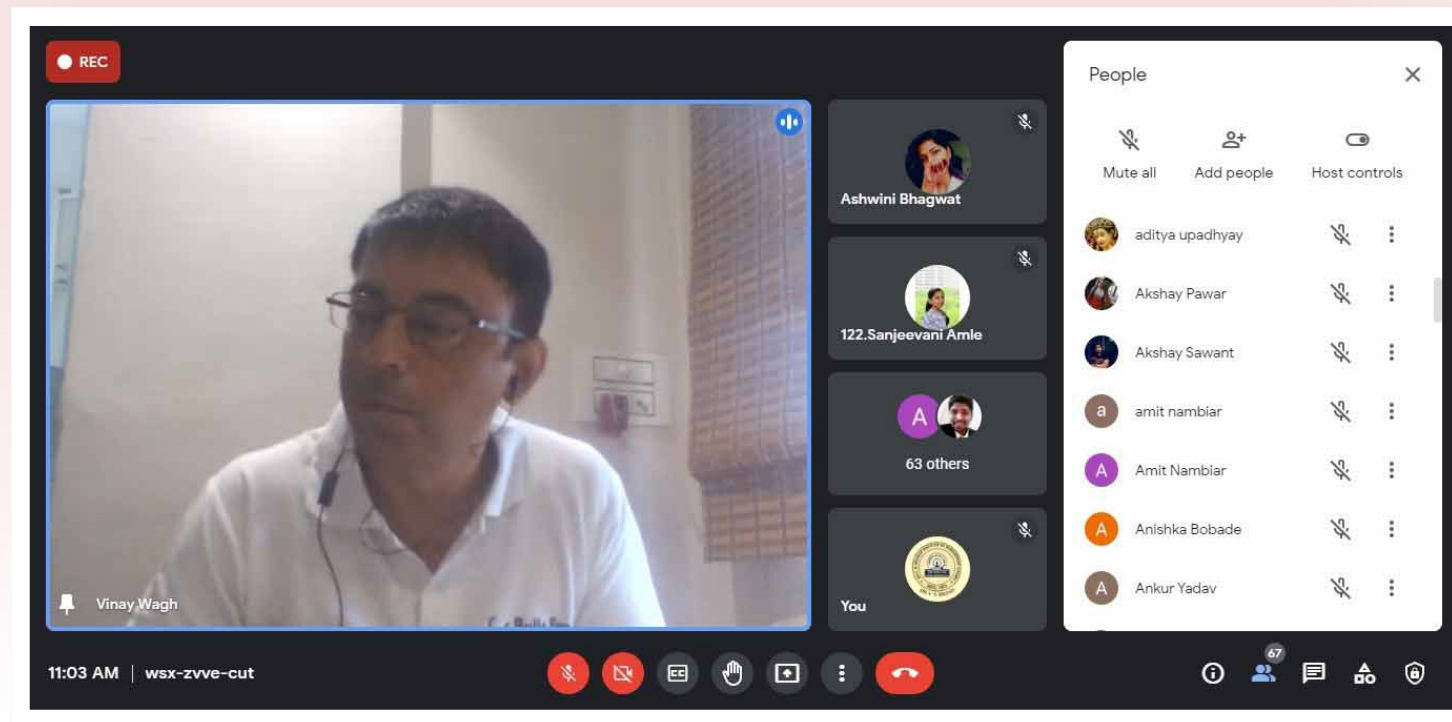 REC
Vinay Wagh
Ashwini Bhagwat
122.Sanjeevani Amle
A
63 others
You
People
Mute all
Add people
Host controls
aditya upadhyay
Akshay Pawar
Akshay Sawant
a
amit nambiar
A
Amit Nambiar
A
Anishka Bobade
A
Ankur Yadav
11:03 AM | wsx-zvve-cut
67